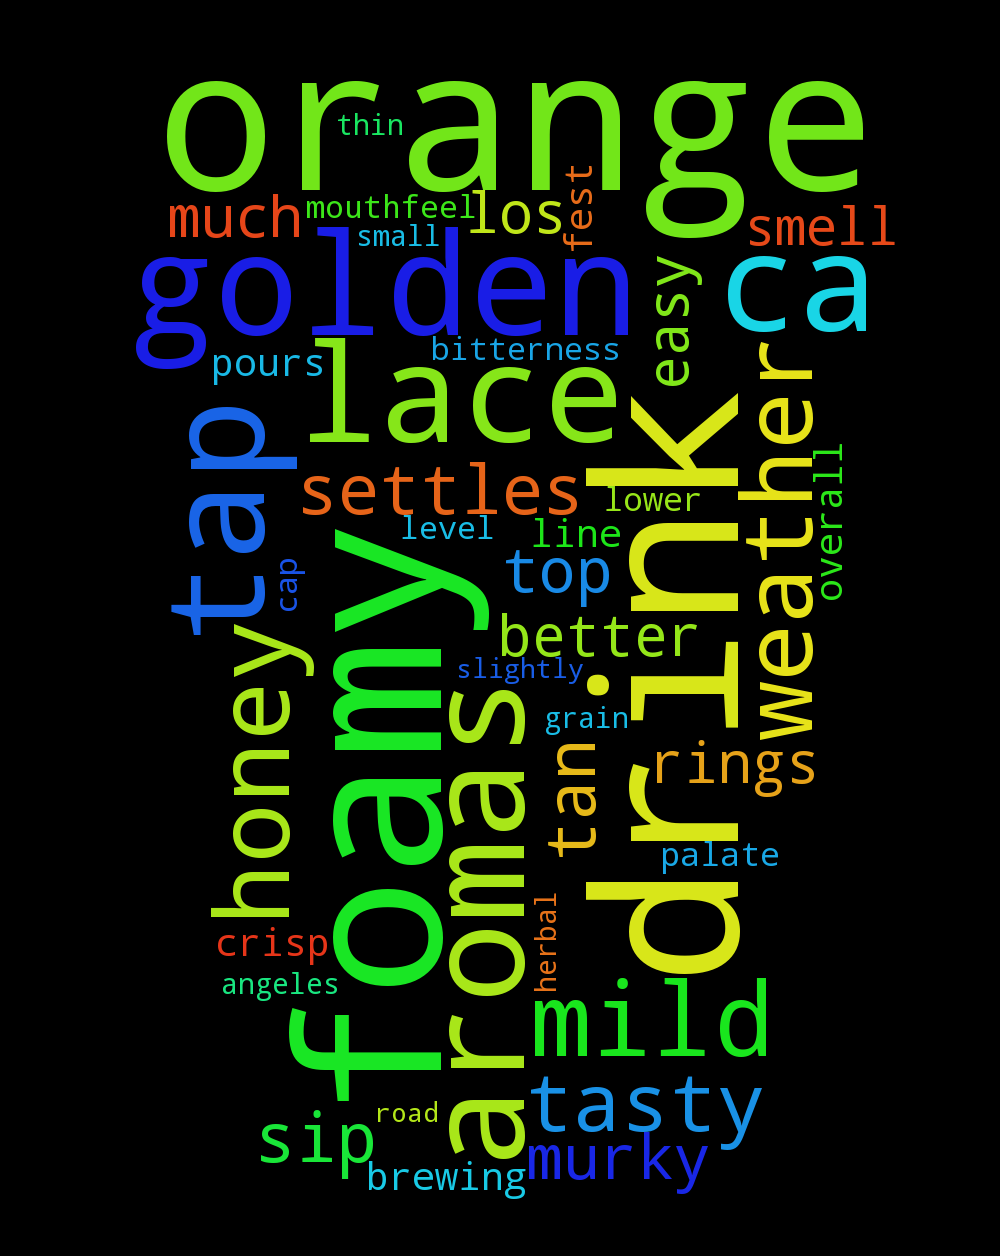 orange
thin
much
mouthfeel
los
fest
smell
small
golden
easy
ca
pours
bitterness
lace
tap
drink
weather
settles
lower
overall
level
line
cap
top
foamy
better
honey
slightly
aromas
grain
tan
rings
palate
crisp
herbal
angeles
mild
tasty
road
sip
murky
brewing